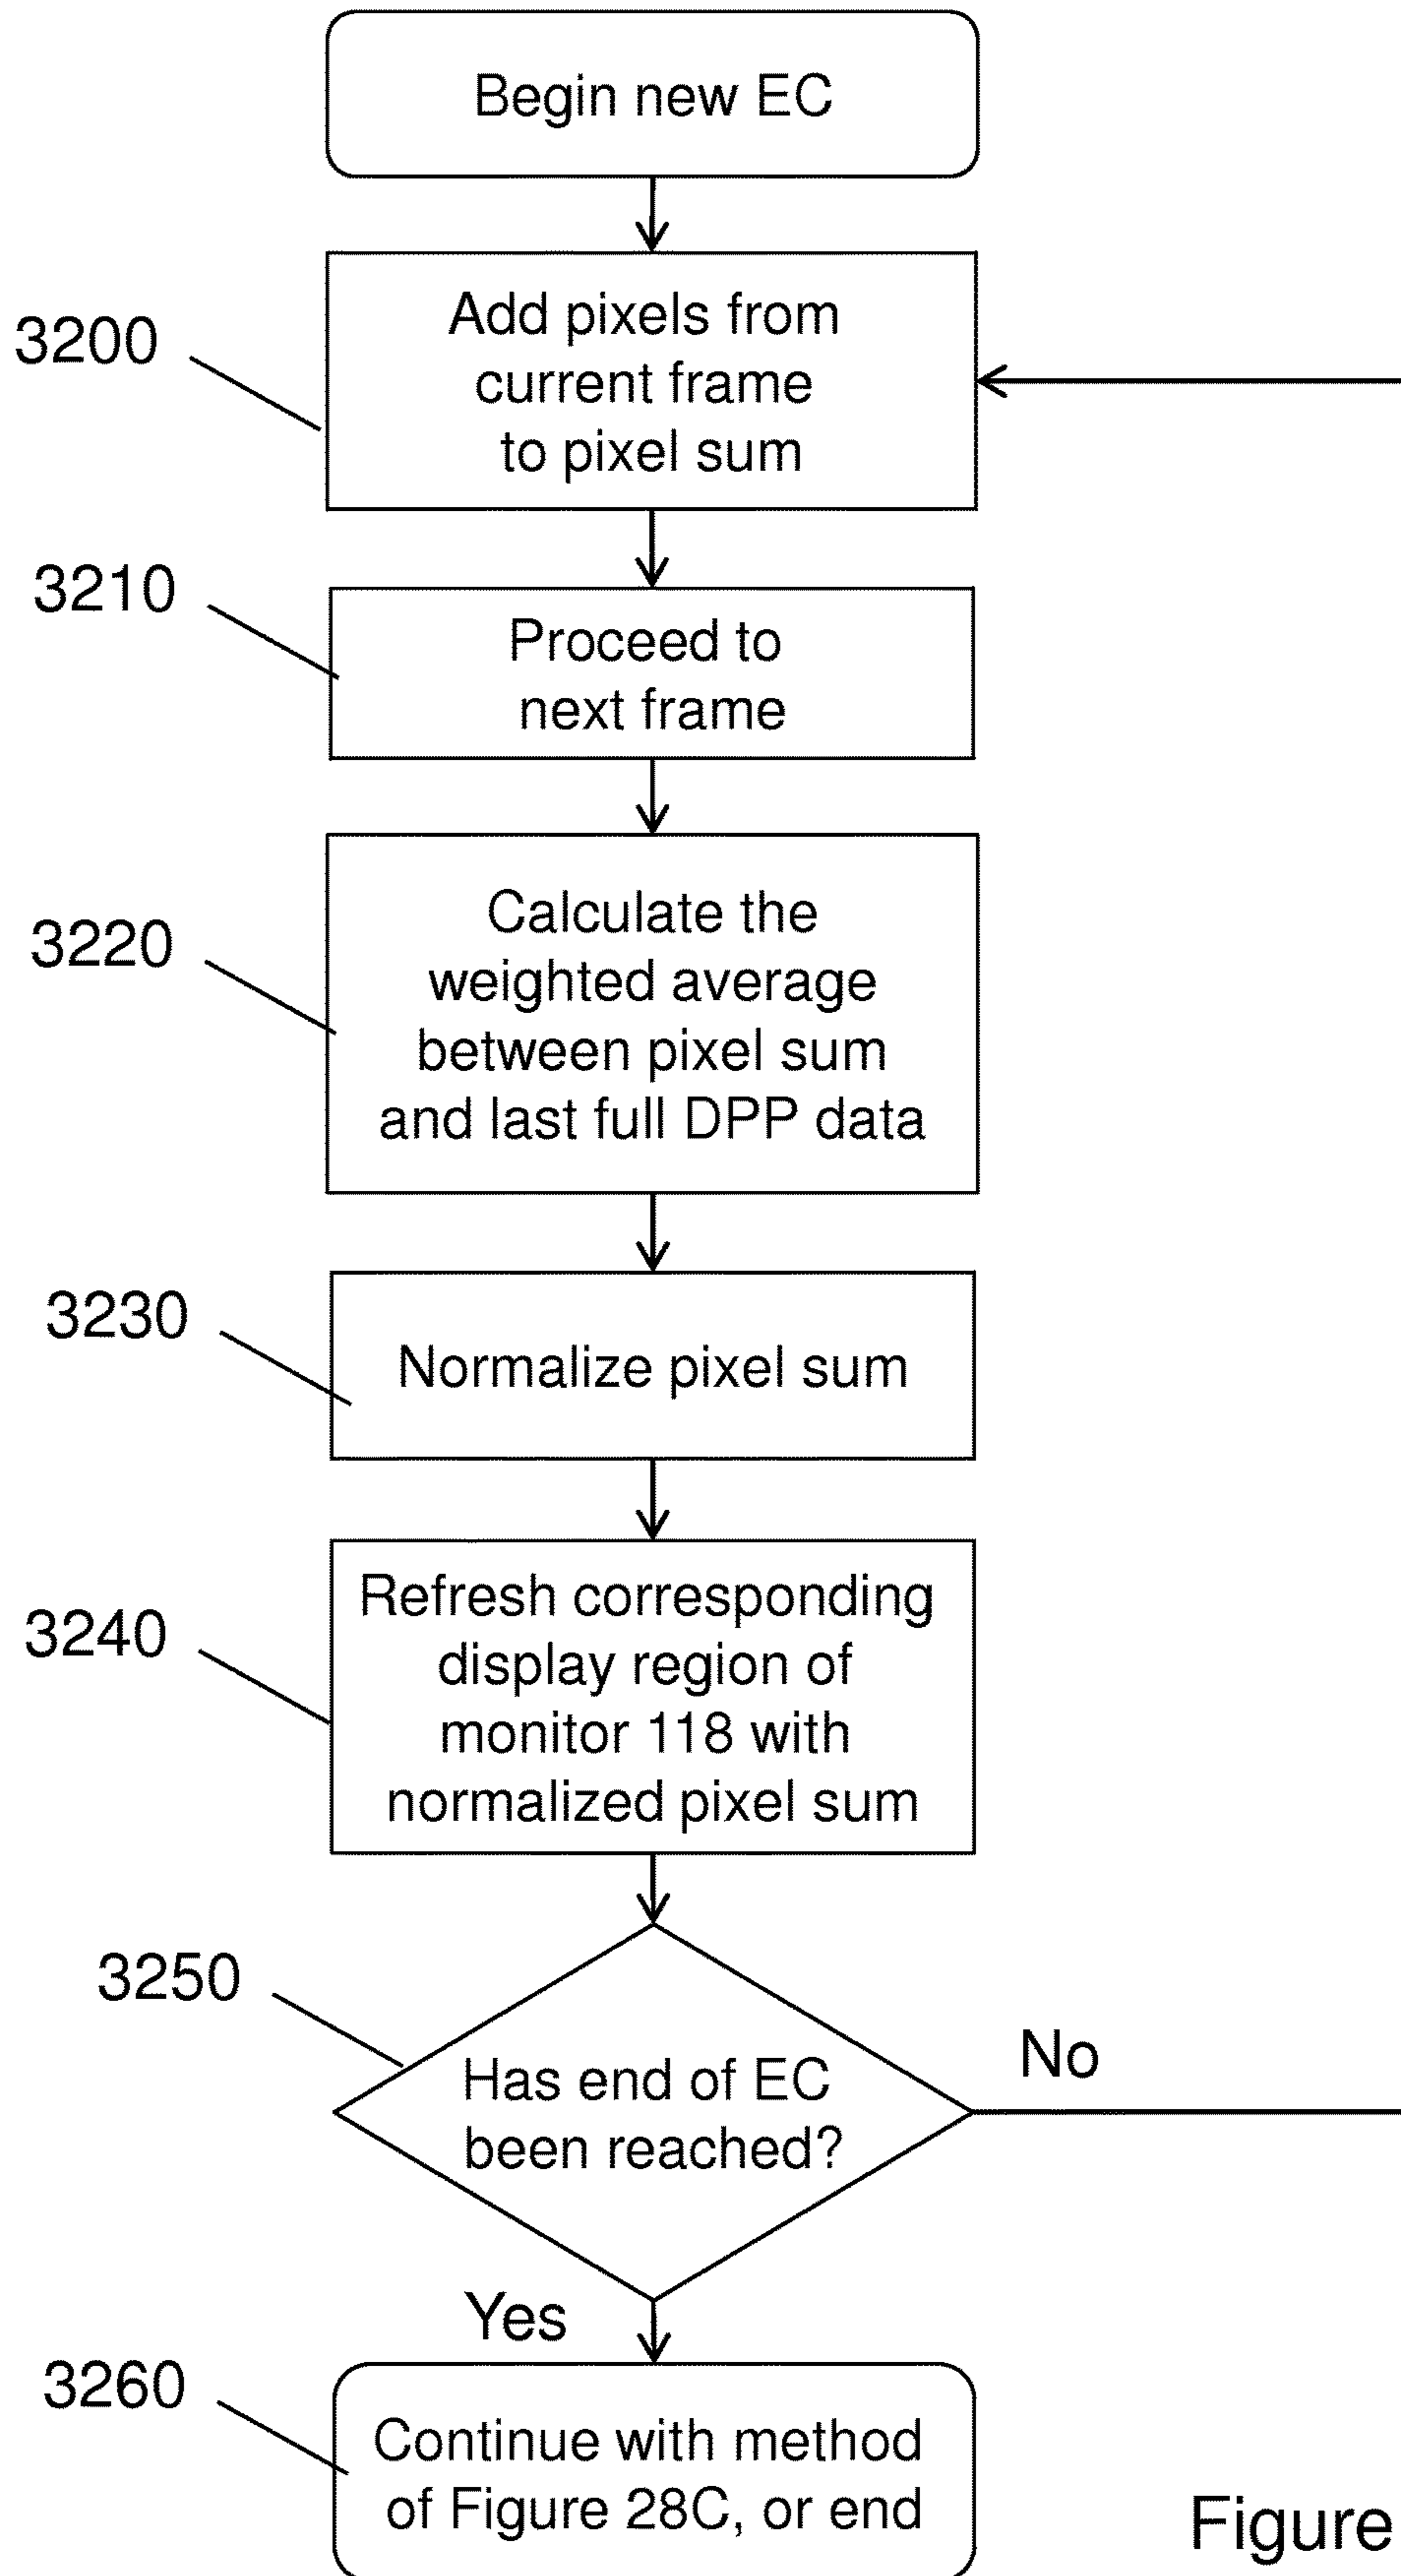 Begin new EC
3200
Add pixels from
current frame
to pixel sum
3210
Proceed to
next frame
3220
Calculate the
weighted average
between pixel sum
and last full DPP data
3230
Normalize pixel sum
3240
Refresh corresponding
display region of
monitor 118 with
normalized pixel sum
3250
Has end of EC
been reached?
No
Yes
3260
Continue with method
of Figure 28C, or end
Figure